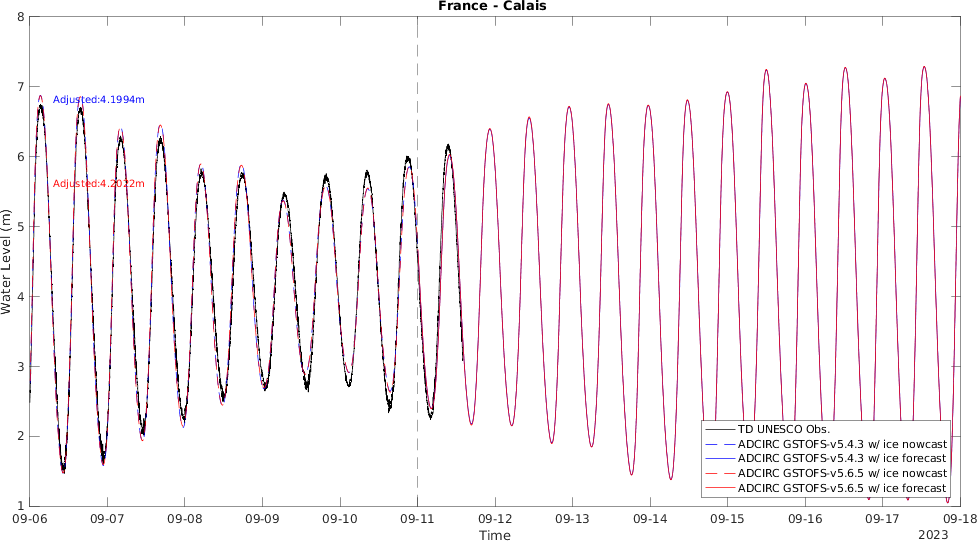 France - Calais
8
7
6
5
4
3
2
1
Water Level (m)
Adjusted:4.1994m
Adjusted:4.2022m
TD UNESCO Obs.
ADCIRC GSTOFS-v5.4.3 w/ ice nowcast
ADCIRC GSTOFS-v5.4.3 w/ ice forecast
ADCIRC GSTOFS-v5.6.5 w/ ice nowcast
ADCIRC GSTOFS-v5.6.5 w/ ice forecast
09-06 09-07 09-08 09-09 09-10 09-11 09-12 09-13 09-14 09-15 09-16 09-17 09-18
Time
2023